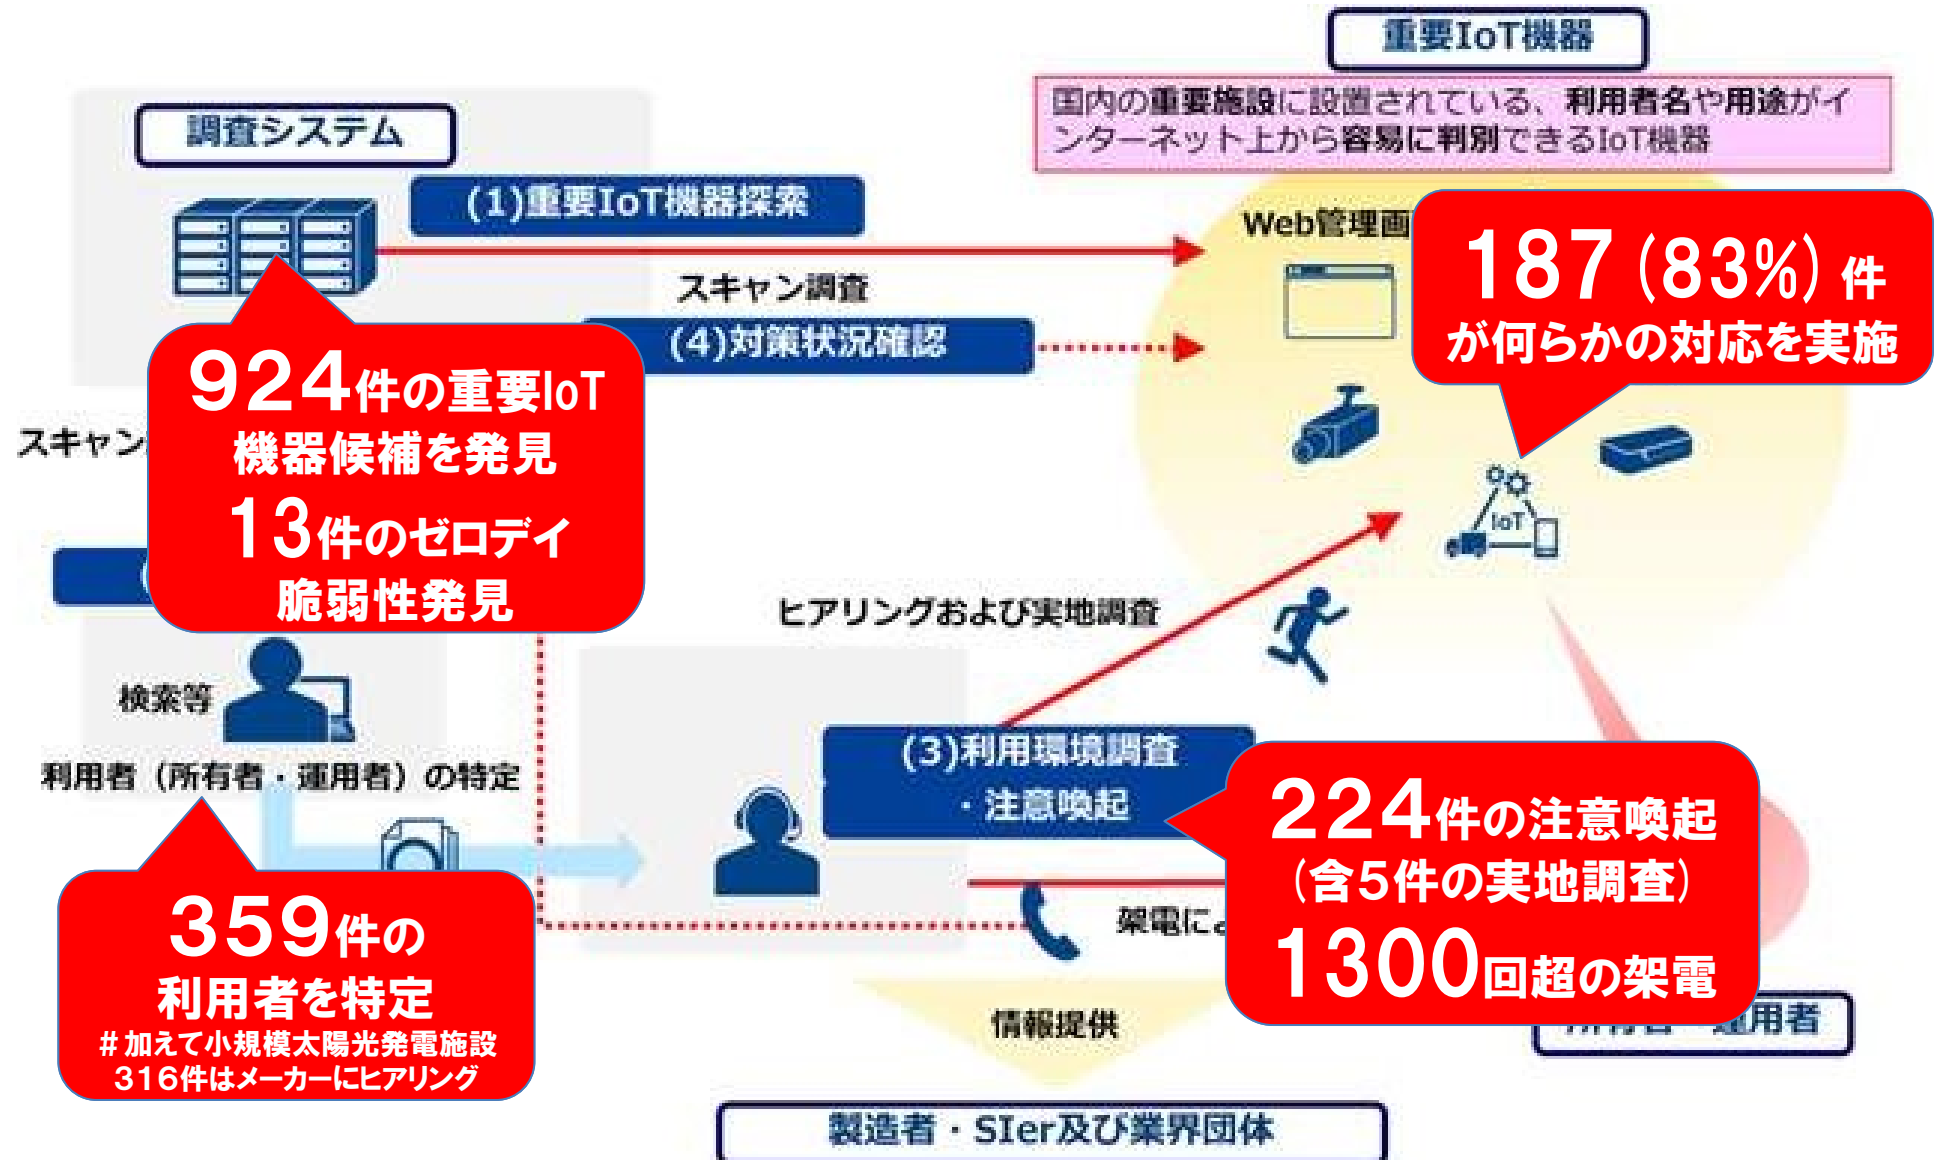 重要IoT機器
国内の重要施設に設置されている、利用者名や用途がイ
ンターネット上から容易に判別できるIoT機器
調査システム
(1)重要IoT機器探索
スキャン調査
(4)対策状況確認
Web管理画
187(83%)件
が何らかの対応を実施
924件の重要IoT
機器候補を発見
13件のゼロデイ
脆弱性発見
スキャン
IoT
ヒアリングおよび実地調査
検索等
利用者（所有者・運用者）の特定
(3)利用環境調査
・注意喚起
224件の注意喚起
(含5件の実地調査)
1300回超の架電
架電に
359件の
利用者を特定
#加えて小規模太陽光発電施設
316件はメーカーにヒアリング
情報提供
運用者
製造者・SIer及び業界団体